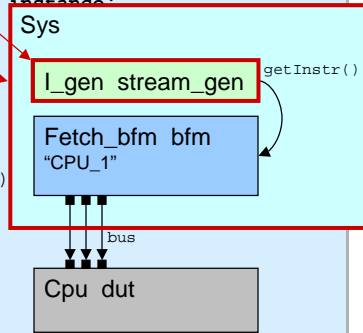 Sys
I_gen stream_gen
getInstr()
Fetch_bfm bfm
“CPU_1”
)
bus
Cpu dut